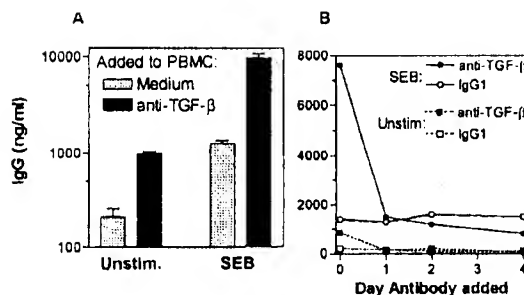 A
IgG (ng/ml)
10000
1000
100
Added to PBMC:
Medium
anti-TGF-β
Unstim.
SEB
B
8000
6000
4000
2000
0
SEB:
anti-TGF-β
IgG1
Unstim:
anti-TGF-β
IgG1
0
1
2
4
Day Antibody added